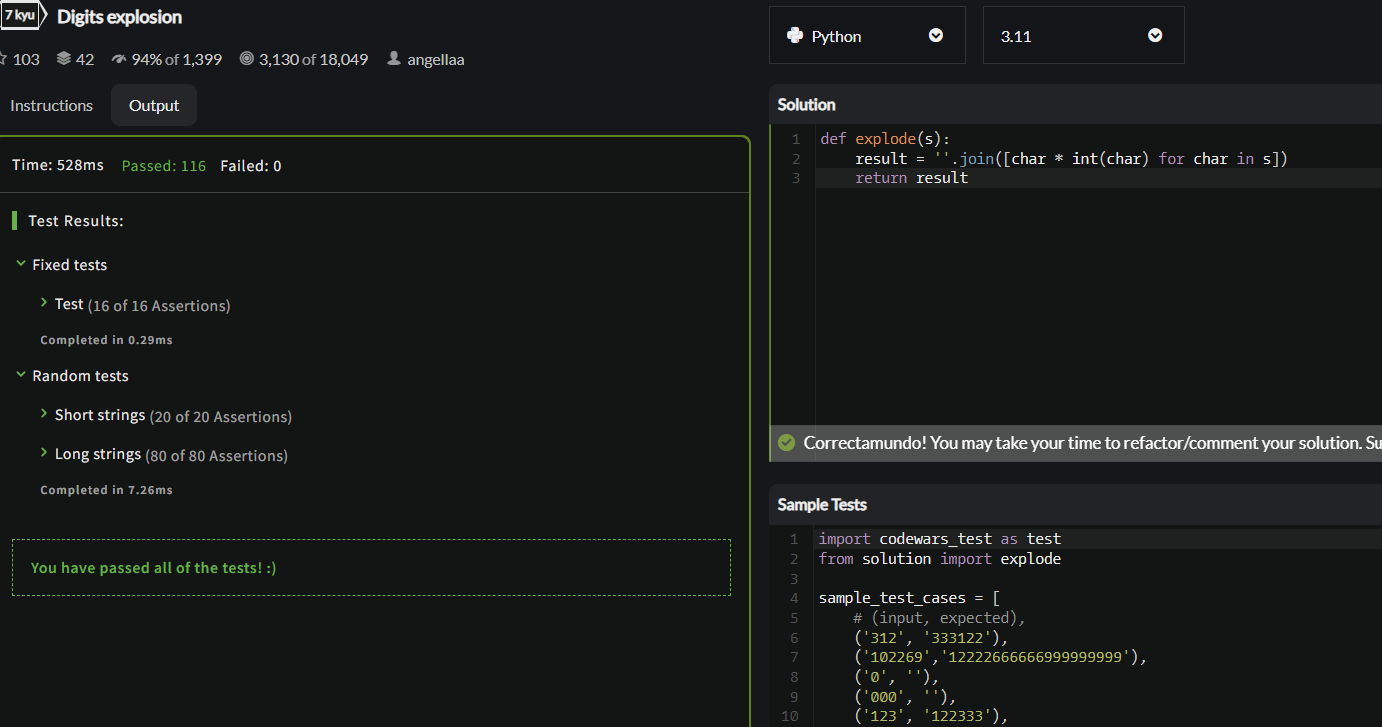 7 kyu Digits explosion
103 42 94% of 1,399 3,130 of 18,049 angellaa
Instructions Output
Time: 528ms Passed: 116 Failed: 0
Test Results:
Fixed tests
Test (16 of 16 Assertions)
Completed in 0.29ms
Random tests
Short strings (20 of 20 Assertions)
Long strings (80 of 80 Assertions)
Completed in 7.26ms
You have passed all of the tests! :)
Python 3.11
Solution
1 def explode(s):
2 result = ''.join([char * int(char) for char in s])
3 return result
Correctamundo! You may take your time to refactor/comment your solution. Su
Sample Tests
1 import codewars_test as test
2 from solution import explode
3
4 sample_test_cases = [
5 # (input, expected),
6 ('312', '333122'),
7 ('102269','12222666666999999999'),
8 ('0', ''),
9 ('000', ''),
10 ('123', '122333'),